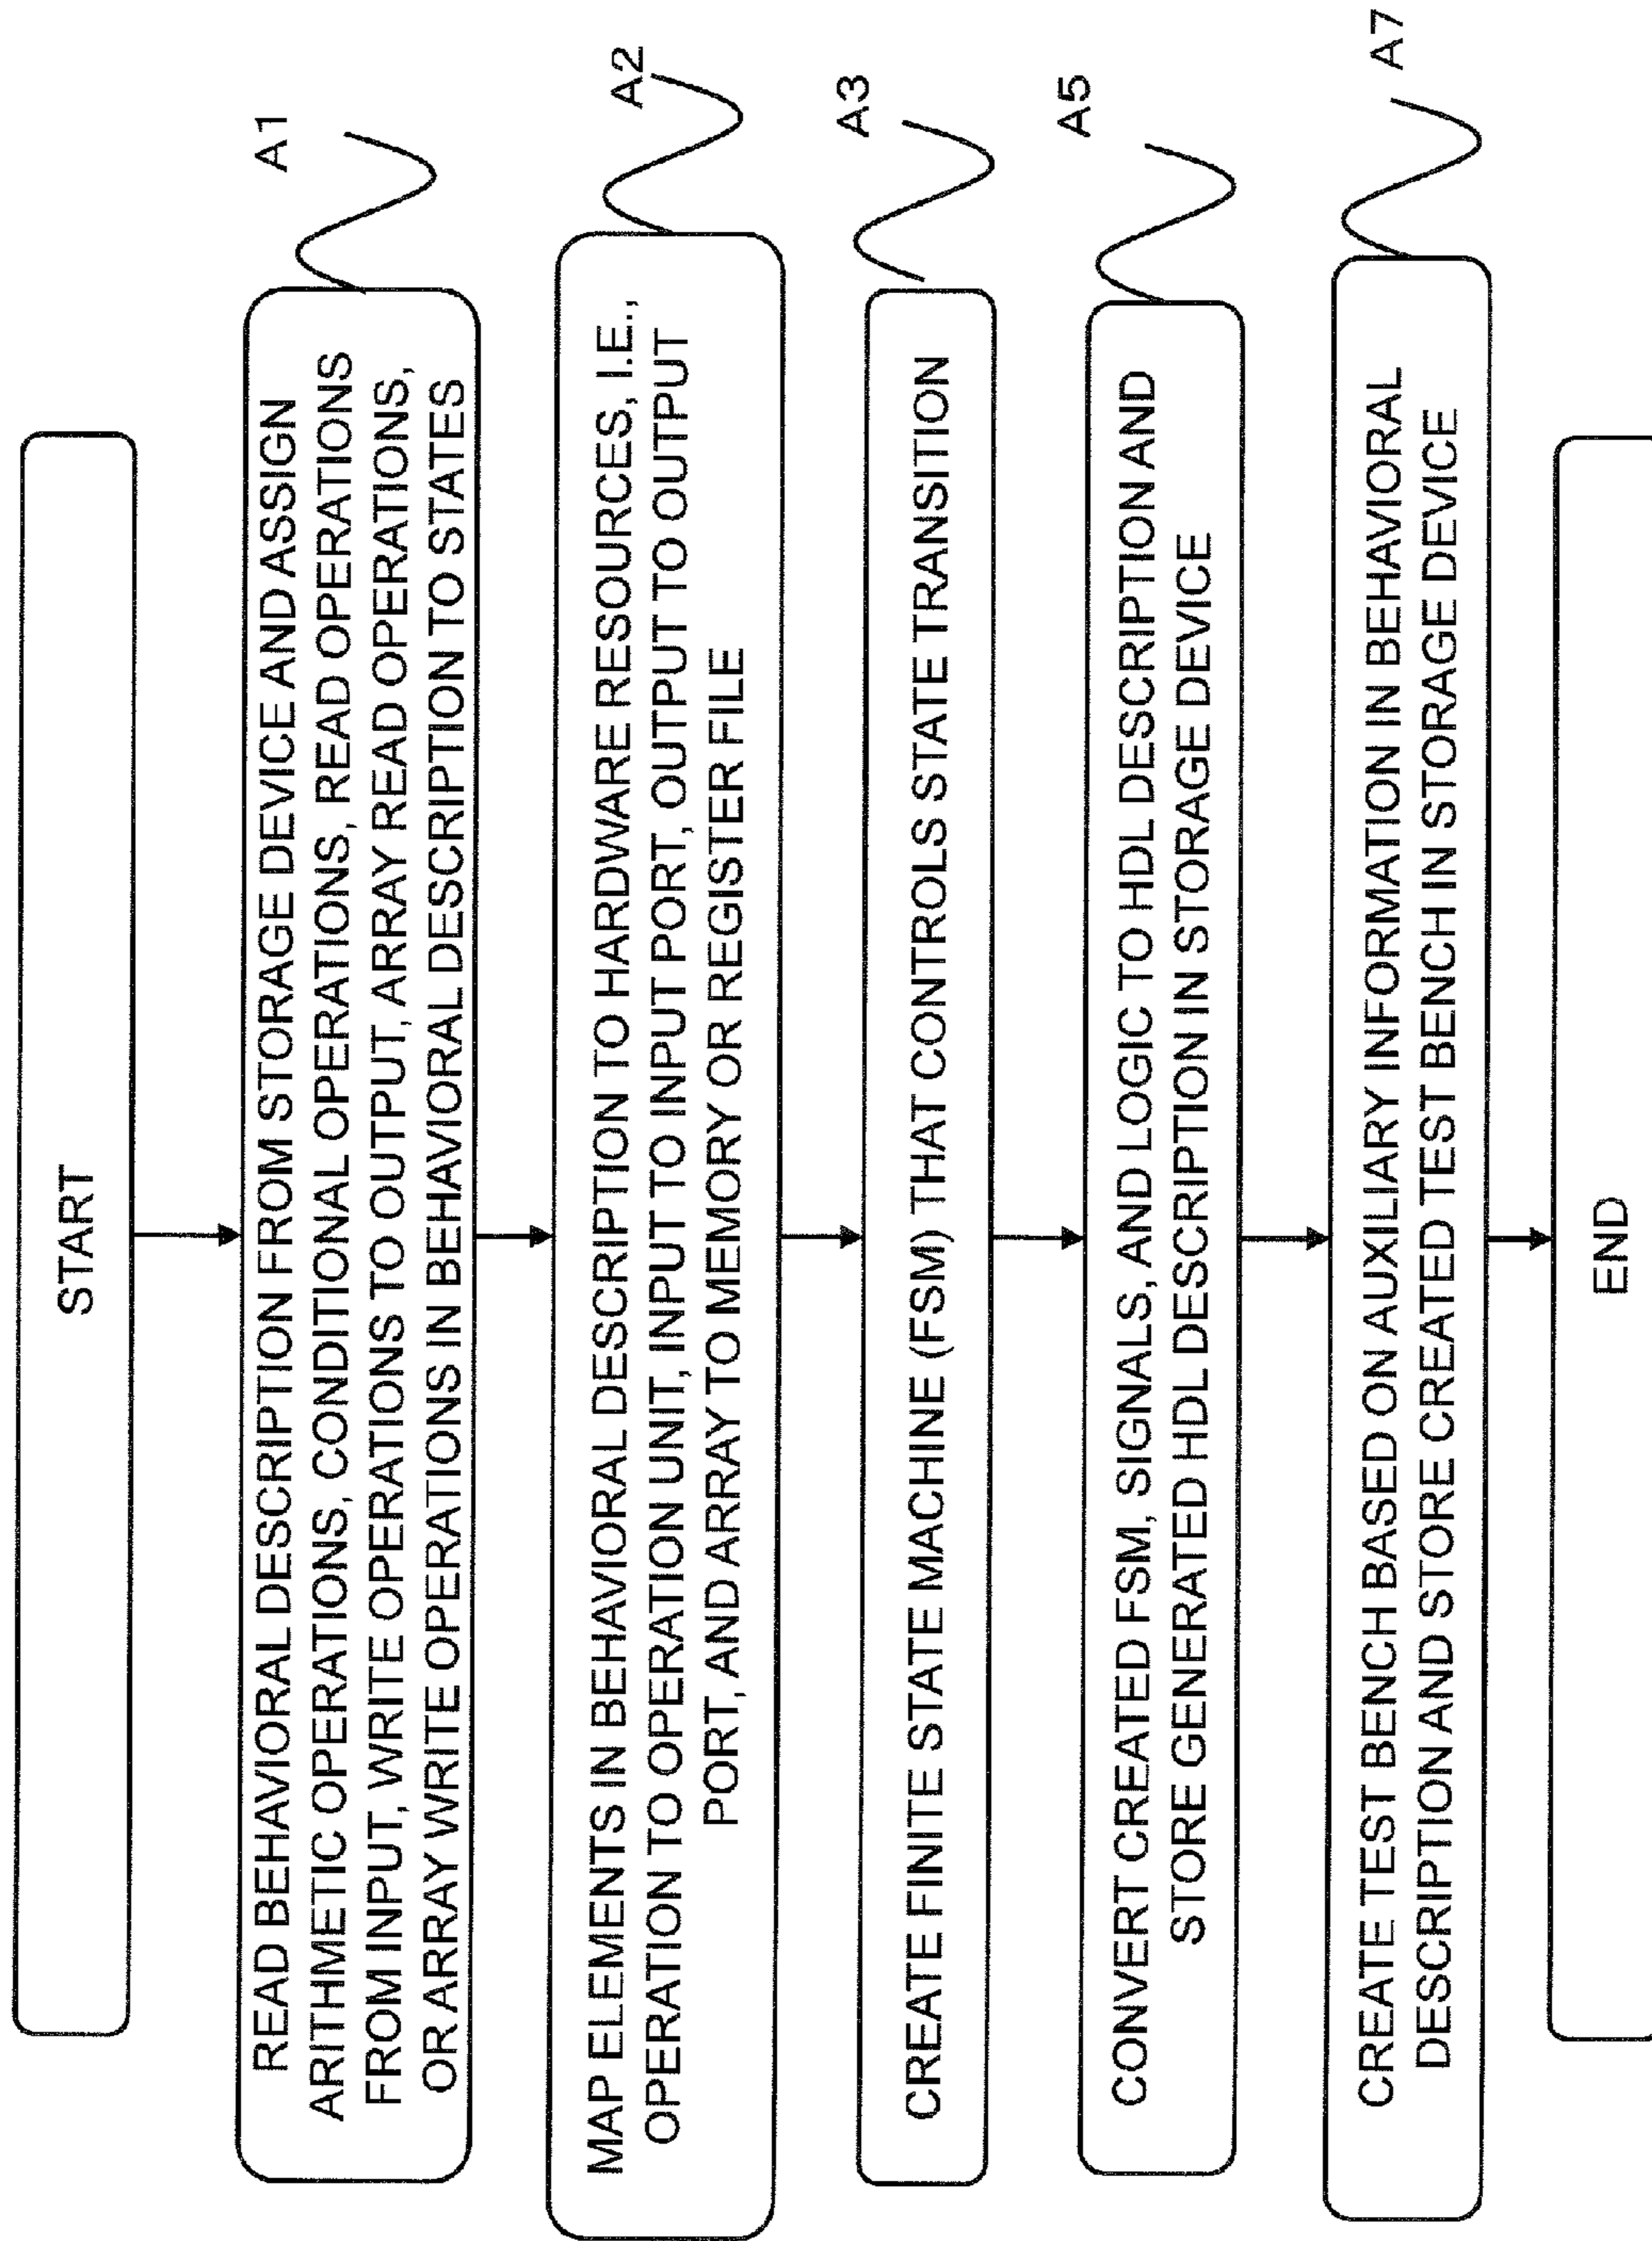 START
READ BEHAVIORAL DESCRIPTION FROM STORAGE DEVICE AND ASSIGN
ARITHMETIC OPERATIONS, CONDITIONAL OPERATIONS, READ OPERATIONS
FROM INPUT, WRITE OPERATIONS TO OUTPUT, ARRAY READ OPERATIONS,
OR ARRAY WRITE OPERATIONS IN BEHAVIORAL DESCRIPTION TO STATES
A1
MAP ELEMENTS IN BEHAVIORAL DESCRIPTION TO HARDWARE RESOURCES, I.E.,
OPERATION TO OPERATION UNIT, INPUT TO INPUT PORT, OUTPUT TO OUTPUT
PORT, AND ARRAY TO MEMORY OR REGISTER FILE
A2
CREATE FINITE STATE MACHINE (FSM) THAT CONTROLS STATE TRANSITION
A3
CONVERT CREATED FSM, SIGNALS, AND LOGIC TO HDL DESCRIPTION AND
STORE GENERATED HDL DESCRIPTION IN STORAGE DEVICE
A5
CREATE TEST BENCH BASED ON AUXILIARY INFORMATION IN BEHAVIORAL
DESCRIPTION AND STORE CREATED TEST BENCH IN STORAGE DEVICE
A7
END